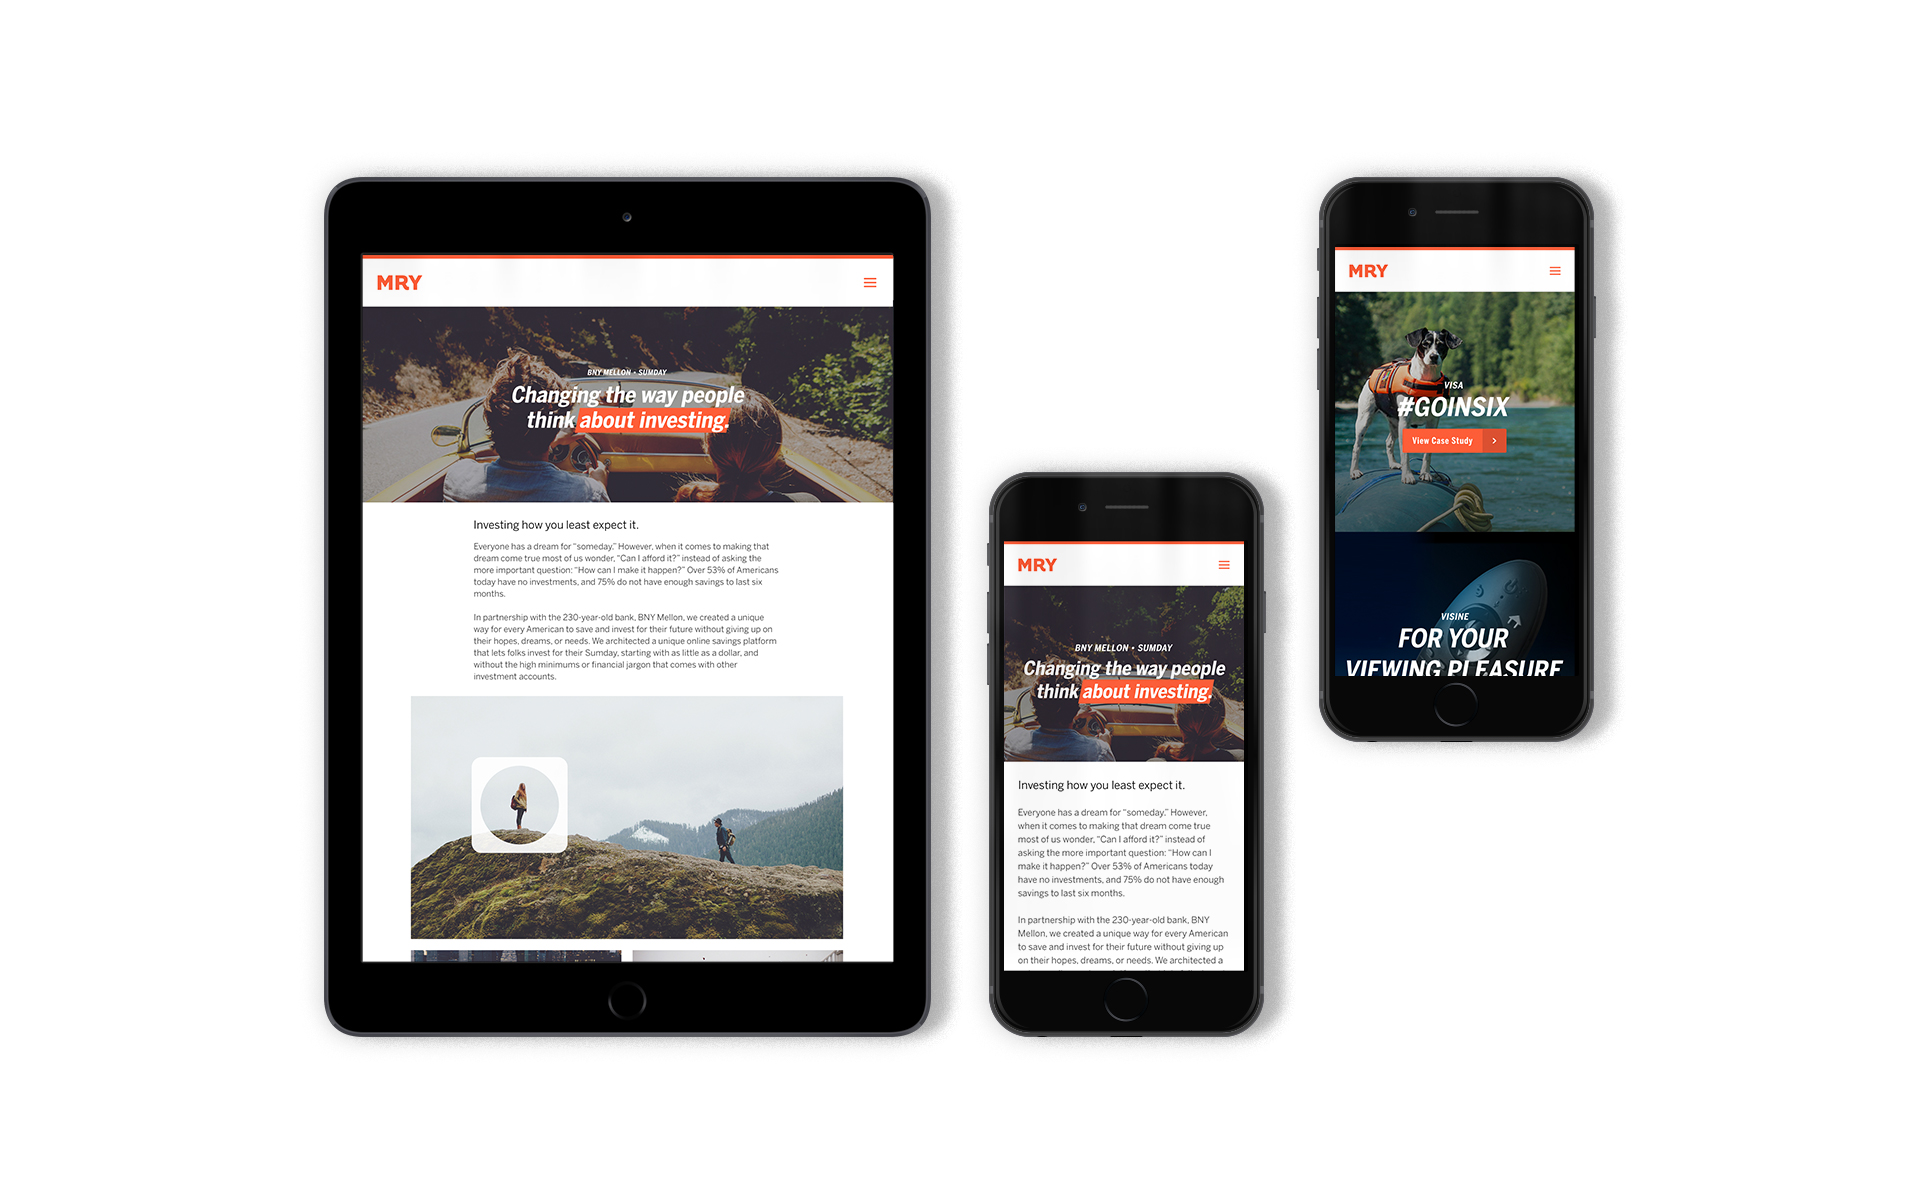 MRY
BNY MELLON • SUMDAY
Changing the way people
think about investing.
Investing how you least expect it.
Everyone has a dream for “someday.” However, when it comes to making that
dream come true most of us wonder, “Can I afford it?” instead of asking the
more important question: “How can I make it happen?” Over 53% of Americans
today have no investments, and 75% do not have enough savings to last six
months.
In partnership with the 230-year-old bank, BNY Mellon, we created a unique
way for every American to save and invest for their future without giving up on
their hopes, dreams, or needs. We architected a unique online savings platform
that lets folks invest for their Sumday, starting with as little as a dollar, and
without the high minimums or financial jargon that comes with other
investment accounts.
MRY
BNY MELLON • SUMDAY
Changing the way people
think about investing.
Investing how you least expect it.
Everyone has a dream for “someday.” However,
when it comes to making that dream come true
most of us wonder, “Can I afford it?” instead of
asking the more important question: “How can I
make it happen?” Over 53% of Americans today
have no investments, and 75% do not have enough
savings to last six months.
In partnership with the 230-year-old bank, BNY
Mellon, we created a unique way for every American
to save and invest for their future without giving up
on their hopes, dreams, or needs. We architected a
MRY
VISA
#GOINSIX
View Case Study
VISINE
FOR YOUR
VIEWING PLEASURE